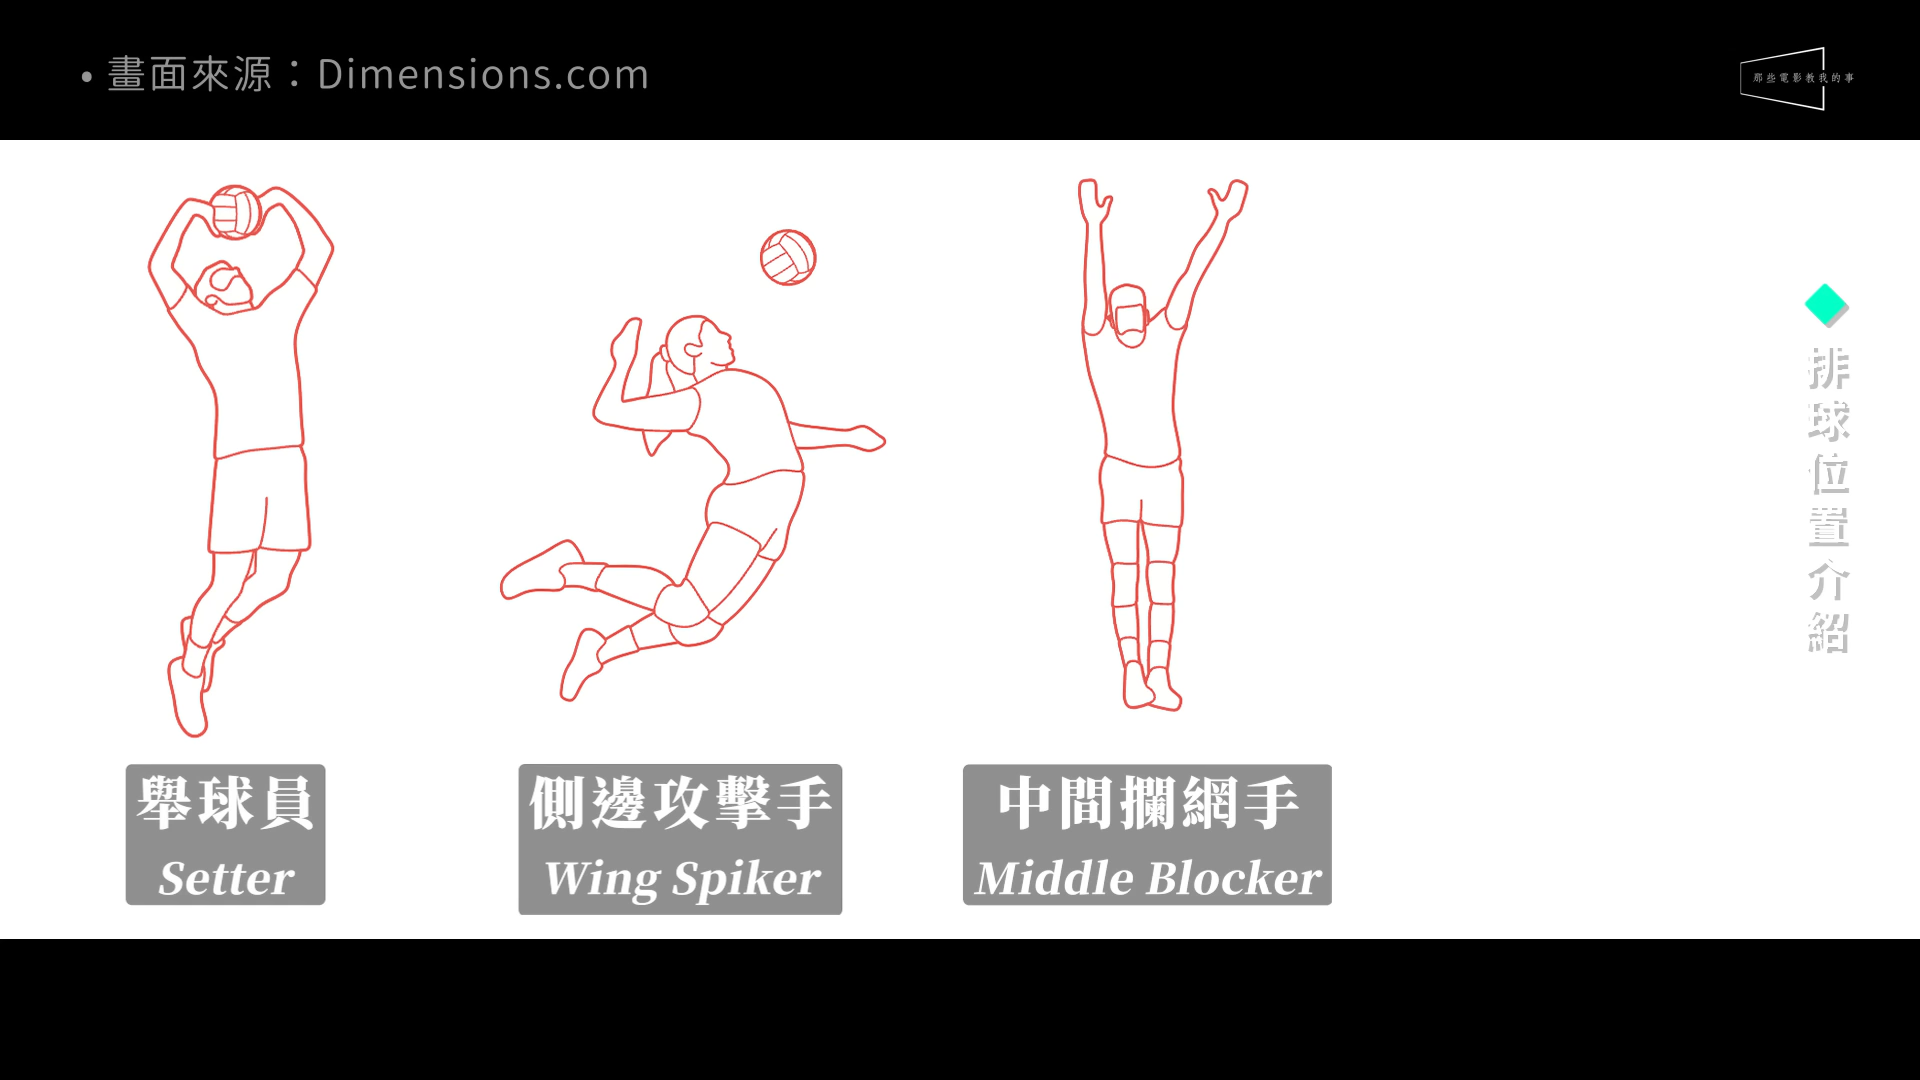 • 畫面來源：Dimensions.com
那些電影教我的事
排球位置介紹
舉球員
Setter
側邊攻擊手
Wing Spiker
中間攔網手
Middle Blocker